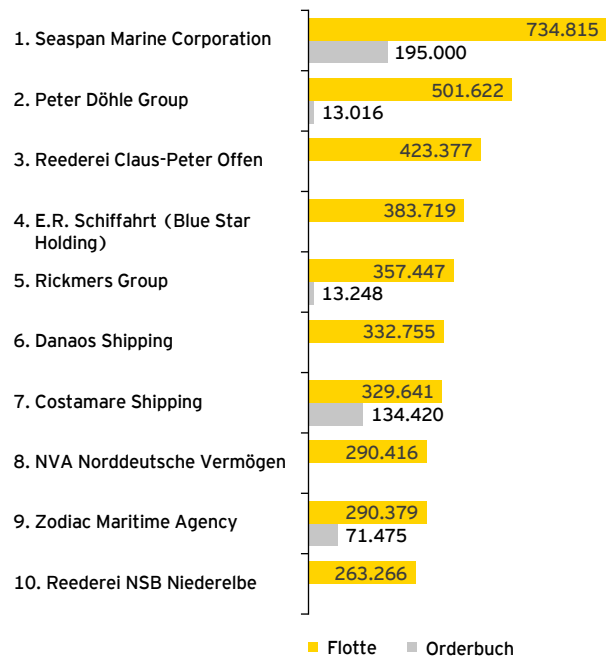 734.815
1. Seaspan Marine Corporation
195.000
501.622
2. Peter Döhle Group
13.016
3. Reederei Claus-Peter Offen
423.377
4. E.R. Schiffahrt (Blue Star
Holding)
383.719
357.447
5. Rickmers Group
13.248
6. Danaos Shipping
332.755
329.641
7. Costamare Shipping
134.420
8. NVA Norddeutsche Vermögen
290.416
290.379
9. Zodiac Maritime Agency
71.475
10. Reederei NSB Niederelbe
263.266
Flotte
Orderbuch